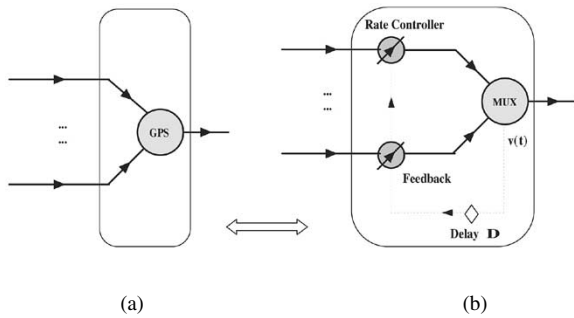 Rate Controller
...
...
GPS
...
...
MUX
v(t)
Feedback
Delay D
(a)
(b)